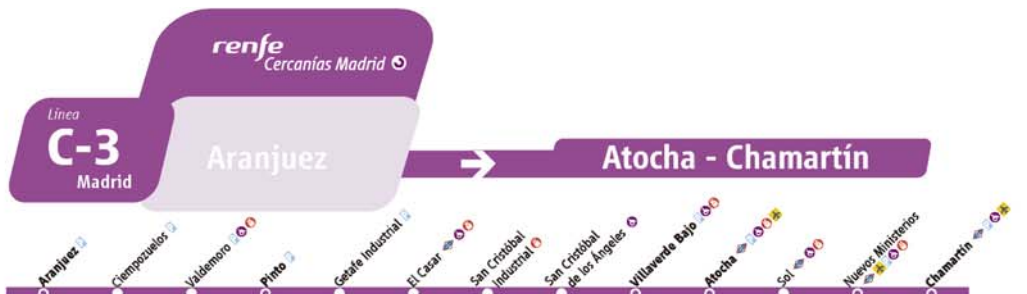 renfe
Cercanías Madrid
Línea
C-3
Madrid
Aranjuez
Atocha - Chamartín
Aranjuez
Ciempozuelos
Valdemoro
Pinto
Getafe Industrial
El Casar
San Cristóbal
Industrial
San Cristóbal
de los Ángeles
Villaverde Bajo
Atocha
Sol
Nuevos Ministerios
Chamartín